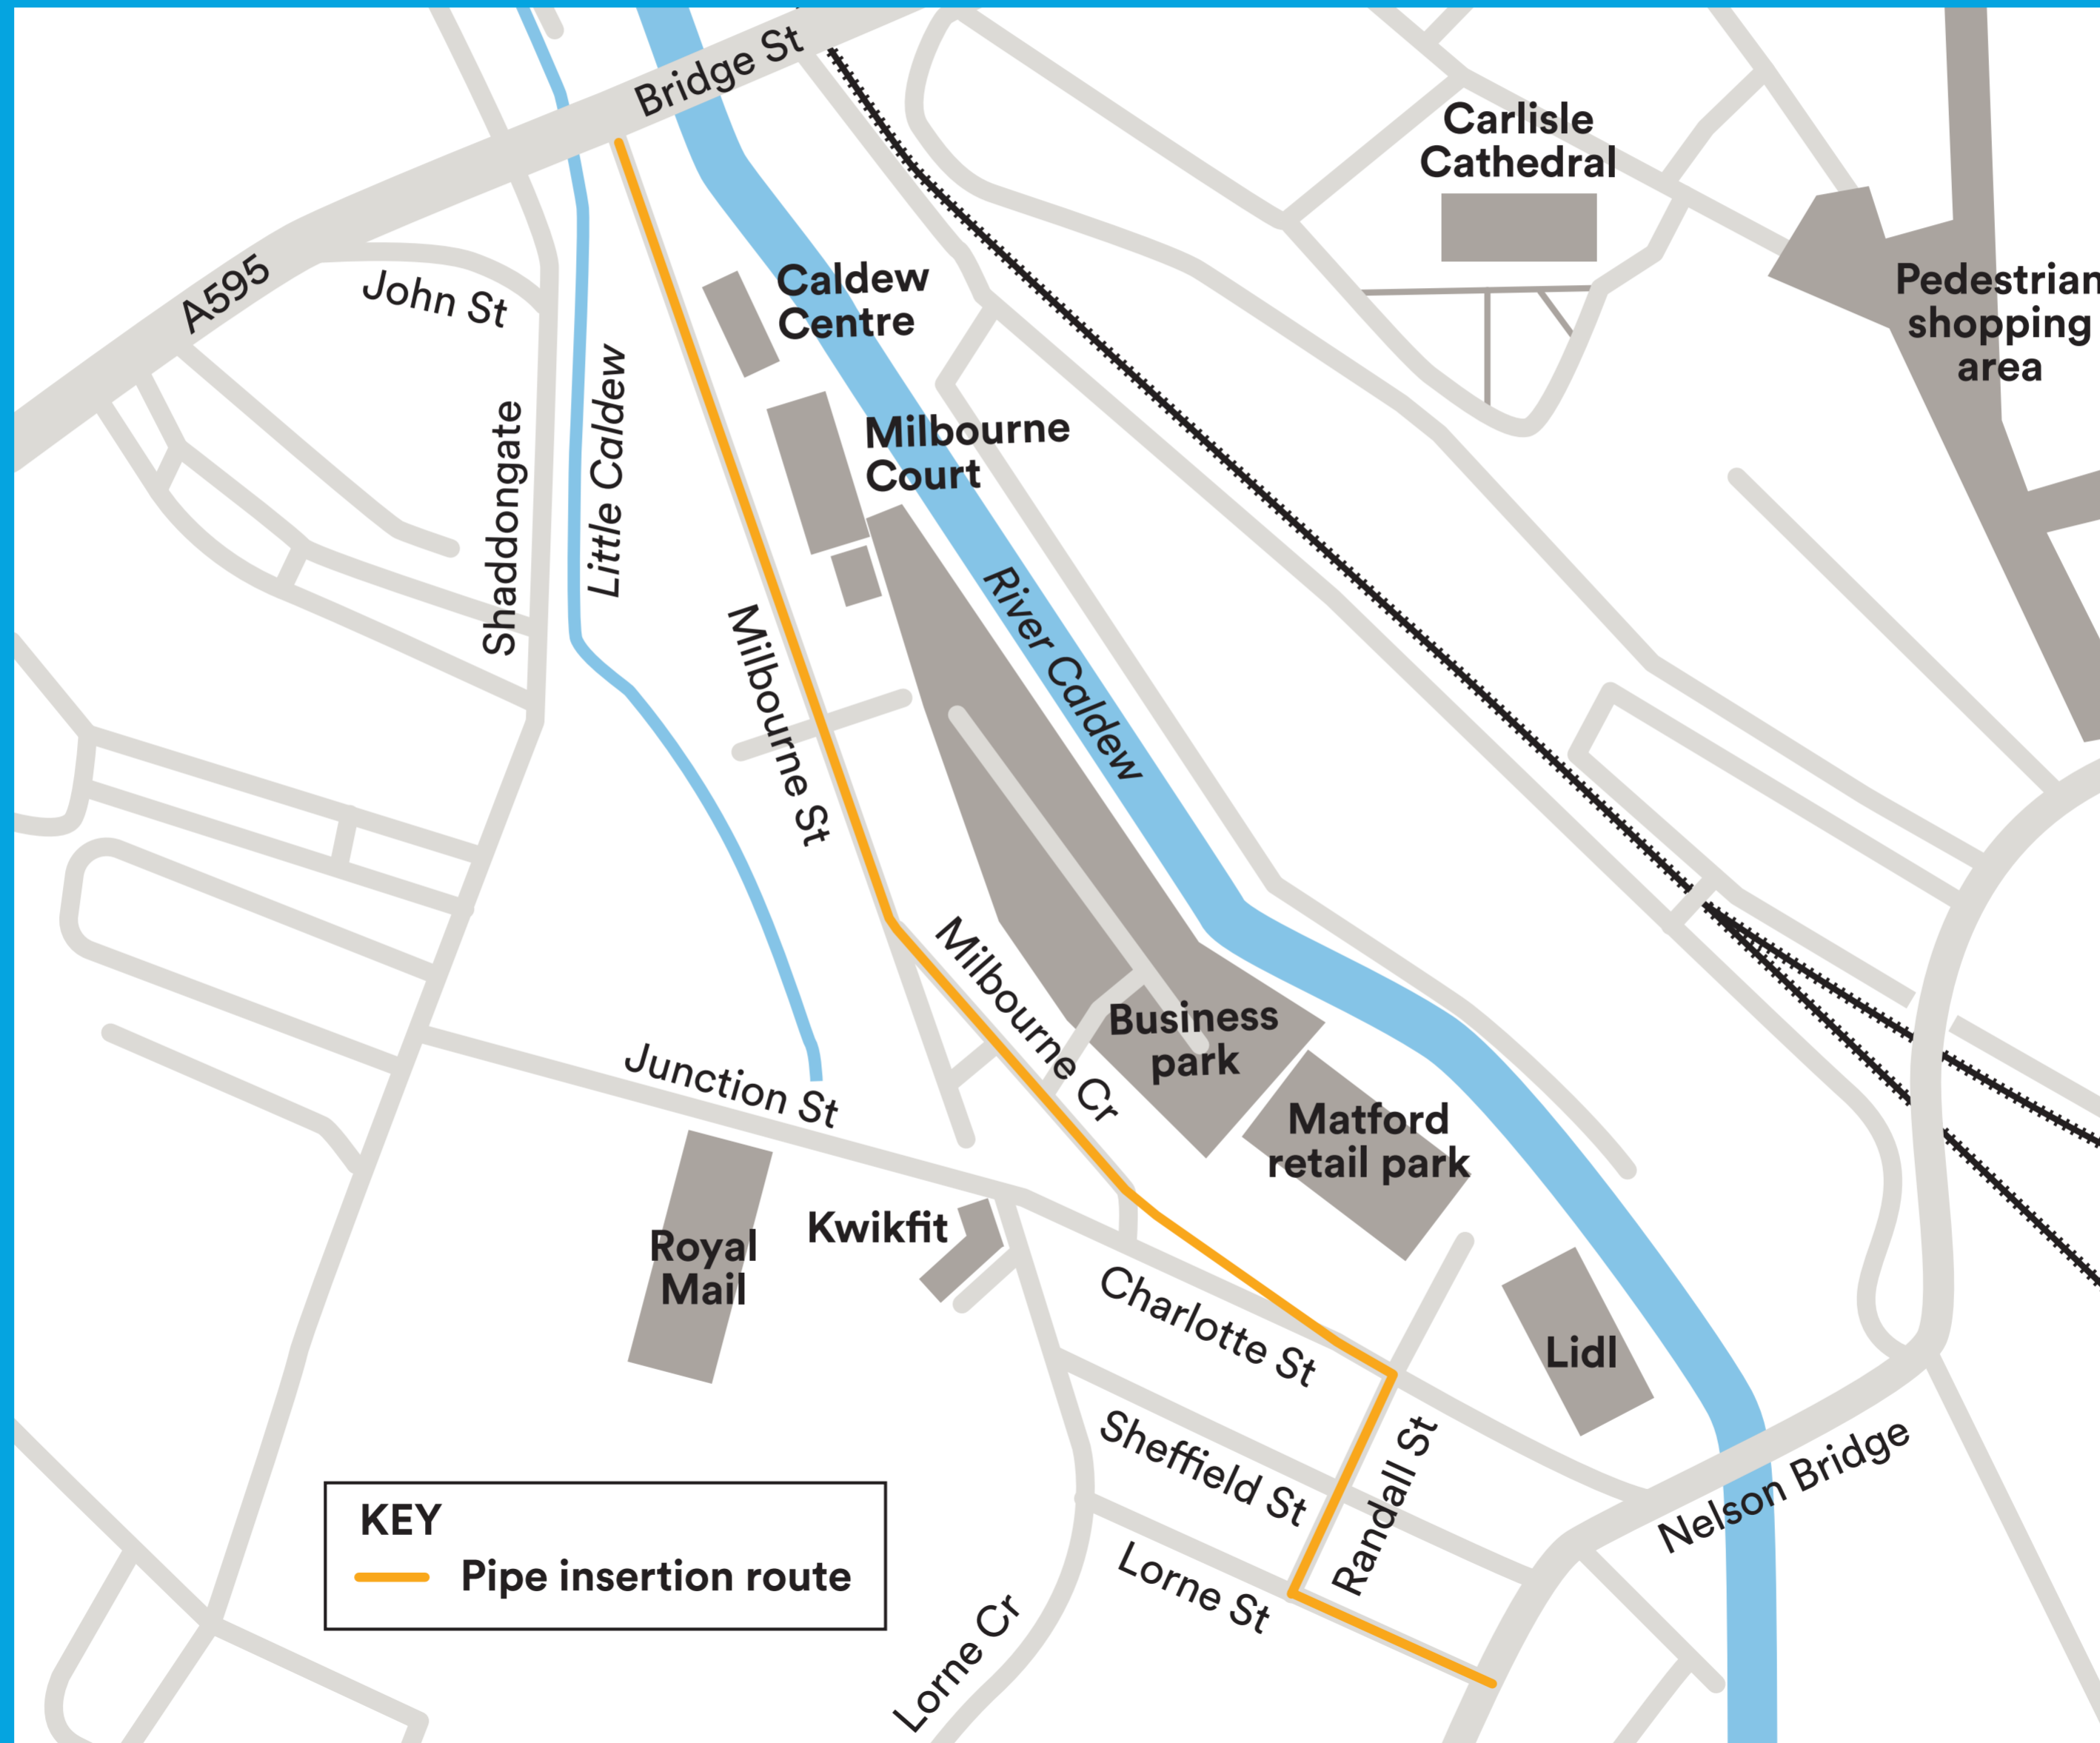 Bridge St
Carlisle
Cathedral
A595
John St
Caldew
Centre
Pedestrian
shopping
area
Shaddongate
Little Caldew
Milbourne
Court
River Caldew
Milbourne St
Milbourne Cr
Business
park
Junction St
Matford
retail park
Royal
Mail
Kwikfit
Charlotte St
Lidl
Sheffield St
Randall St
Nelson Bridge
Lorne St
Lorne Cr
KEY
Pipe insertion route